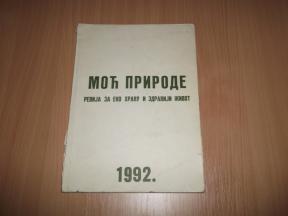 МОЋ ПРИРОДЕ
РЕВИЈА ЗА ЕКО ХРАНУ И ЗДРАВИЈИ ЖИВОТ
1992.